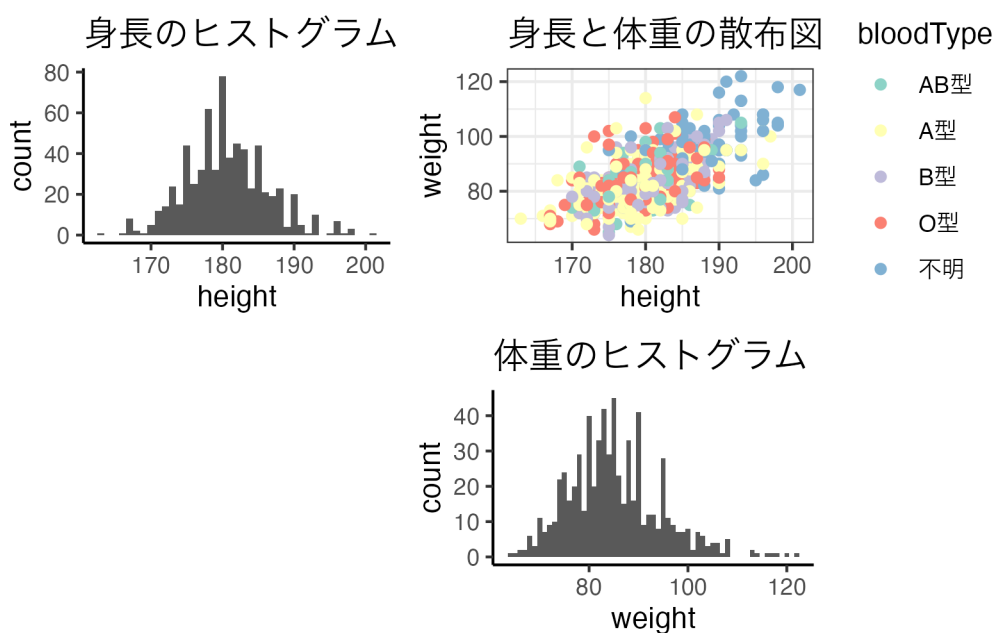 身長のヒストグラム
80
60
40
20
0
count
170 180 190 200
height
身長と体重の散布図
120
100
80
weight
170 180 190 200
height
bloodType
AB型
A型
B型
O型
不明
体重のヒストグラム
40
30
20
10
0
count
80 100 120
weight